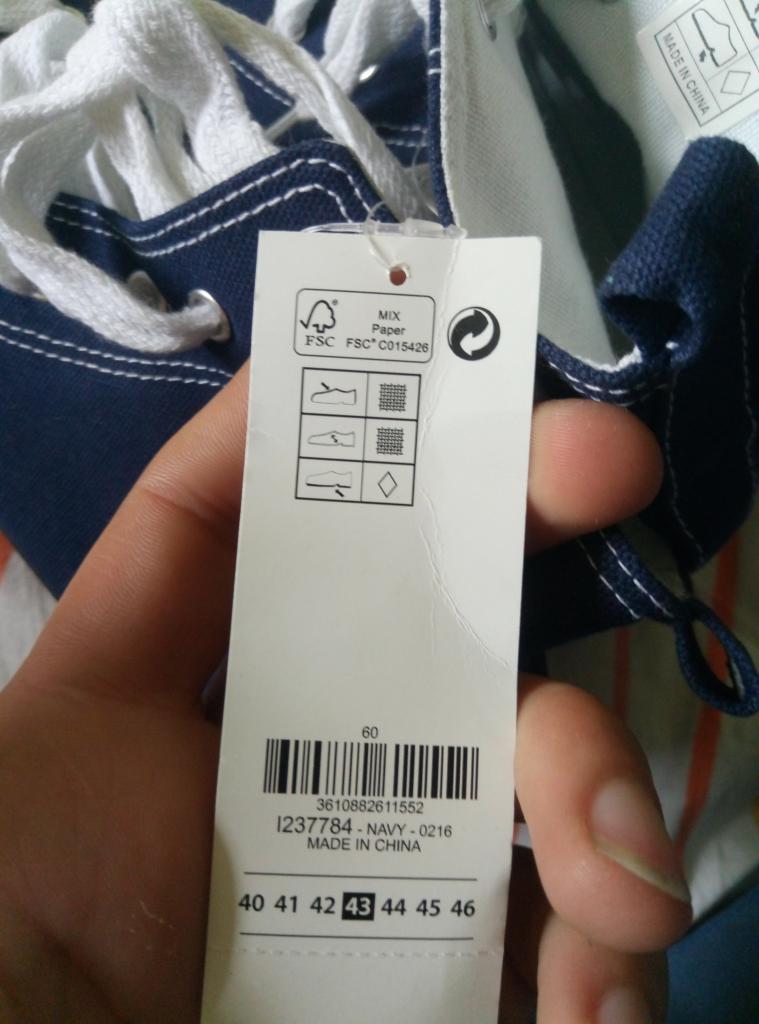 MADE IN CHINA
FSC®
MIX
Paper
FSC® C015426
60
3610882611552
I237784 - NAVY - 0216
MADE IN CHINA
40 41 42 43 44 45 46